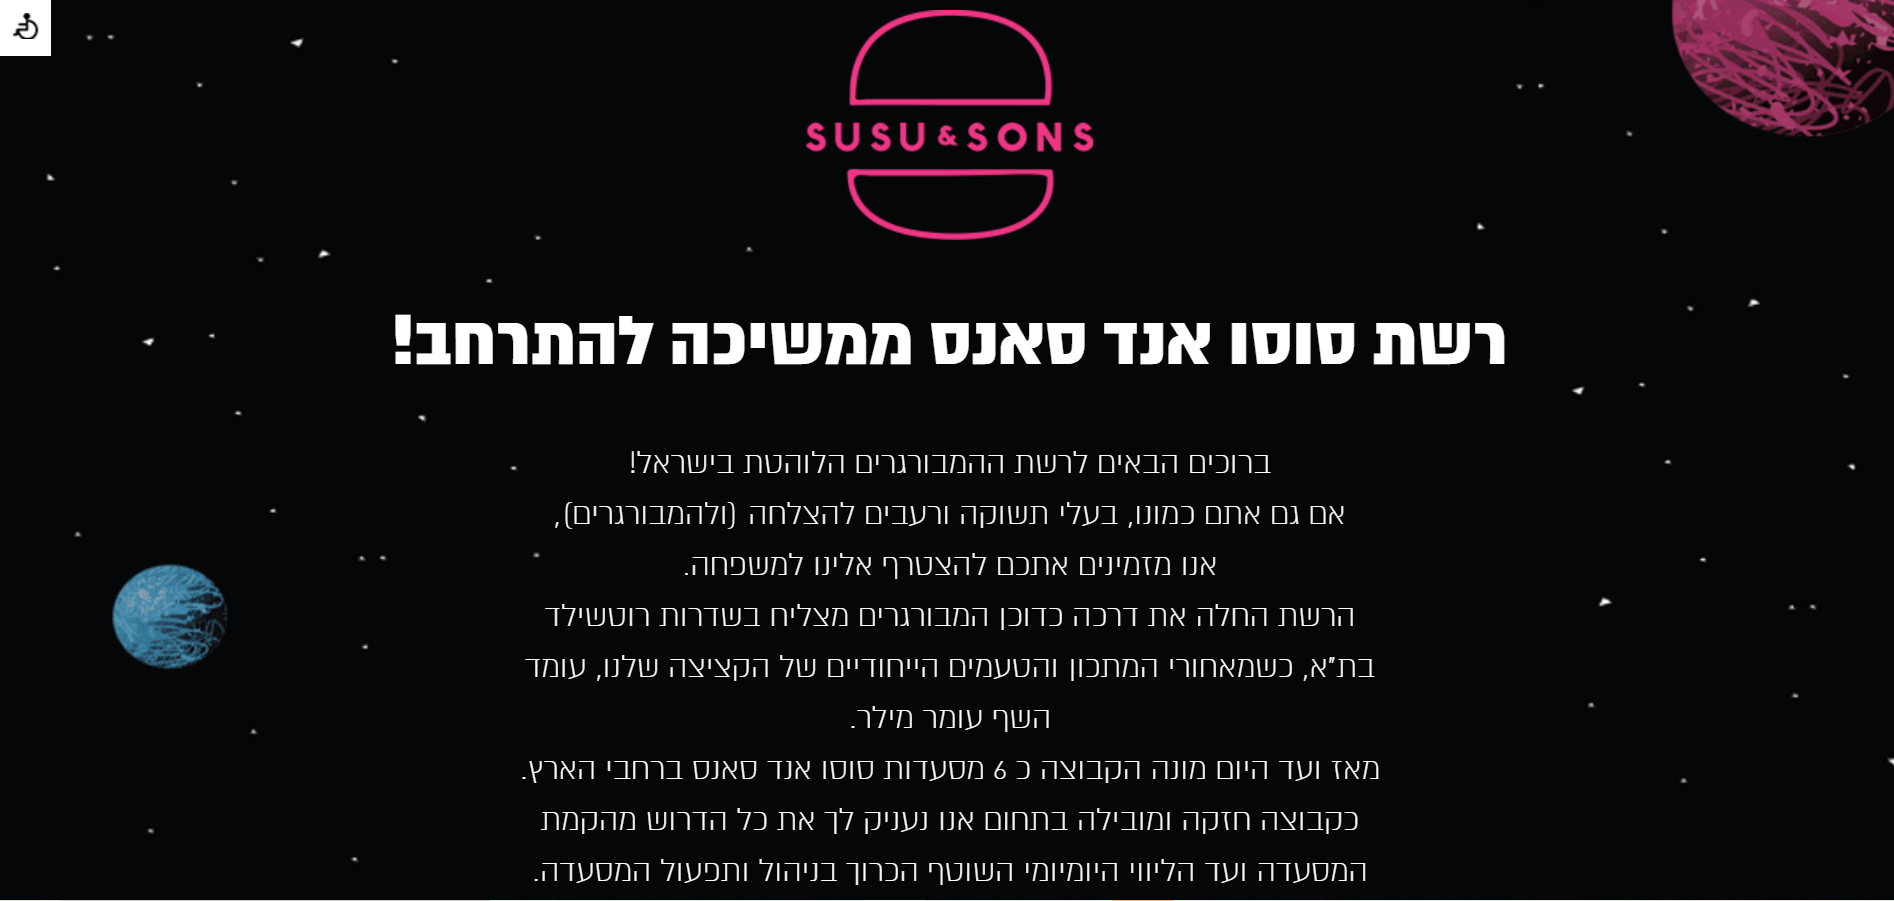 SUSU & SONS
רשת סוסו אנד סאנס ממשיכה להתרחב!
ברוכים הבאים לרשת ההמבורגרים הלוהטת בישראל!
אם גם אתם כמונו, בעלי תשוקה ורעבים להצלחה (ולהמבורגרים),
אנו מזמינים אתכם להצטרף אלינו למשפחה.
הרשת החלה את דרכה כדוכן המבורגרים מצליח בשדרות רוטשילד
בת"א, כשמאחורי המתכון והטעמים הייחודיים של הקציצה שלנו, עומד
השף עומר מילר.
מאז ועד היום מונה הקבוצה כ 6 מסעדות סוסו אנד סאנס ברחבי הארץ.
כקבוצה חזקה ומובילה בתחום אנו נעניק לך את כל הדרוש מהקמת
המסעדה ועד הליווי היומיומי השוטף הכרוך בניהול ותפעול המסעדה.